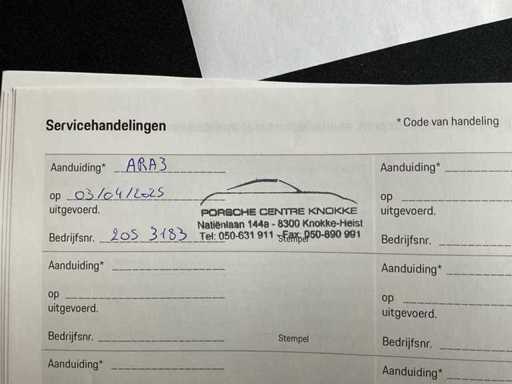 Servicehandelingen
* Code van handeling
Aanduiding* ARA3
op 03/04/2025
uitgevoerd.
Bedrijfsnr. 205 3183
Stempel
PORSCHE CENTRE KNOKKE
Natiënlaan 144a - 8300 Knokke-Heist
Tel: 050-631 911 - Fax: 050-890 991
Aanduiding*
op
uitgevoerd.
Bedrijfsnr.
Stempel
Aanduiding*
Aanduiding*
op
uitgevoerd.
Bedrijfsnr.
Aanduiding*
op
uitgevoerd.
Bedrijfsnr.
Aanduiding*